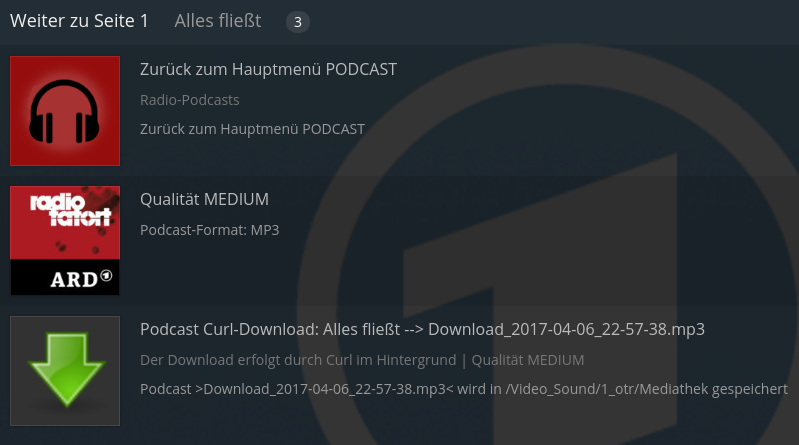 Weiter zu Seite 1 Alles fließt 3
Zurück zum Hauptmenü PODCAST
Radio-Podcasts
Zurück zum Hauptmenü PODCAST
radio
tatort
ARD
Qualität MEDIUM
Podcast-Format: MP3
Podcast Curl-Download: Alles fließt --> Download_2017-04-06_22-57-38.mp3
Der Download erfolgt durch Curl im Hintergrund | Qualität MEDIUM
Podcast >Download_2017-04-06_22-57-38.mp3< wird in /Video_Sound/1_otr/Mediathek gespeichert